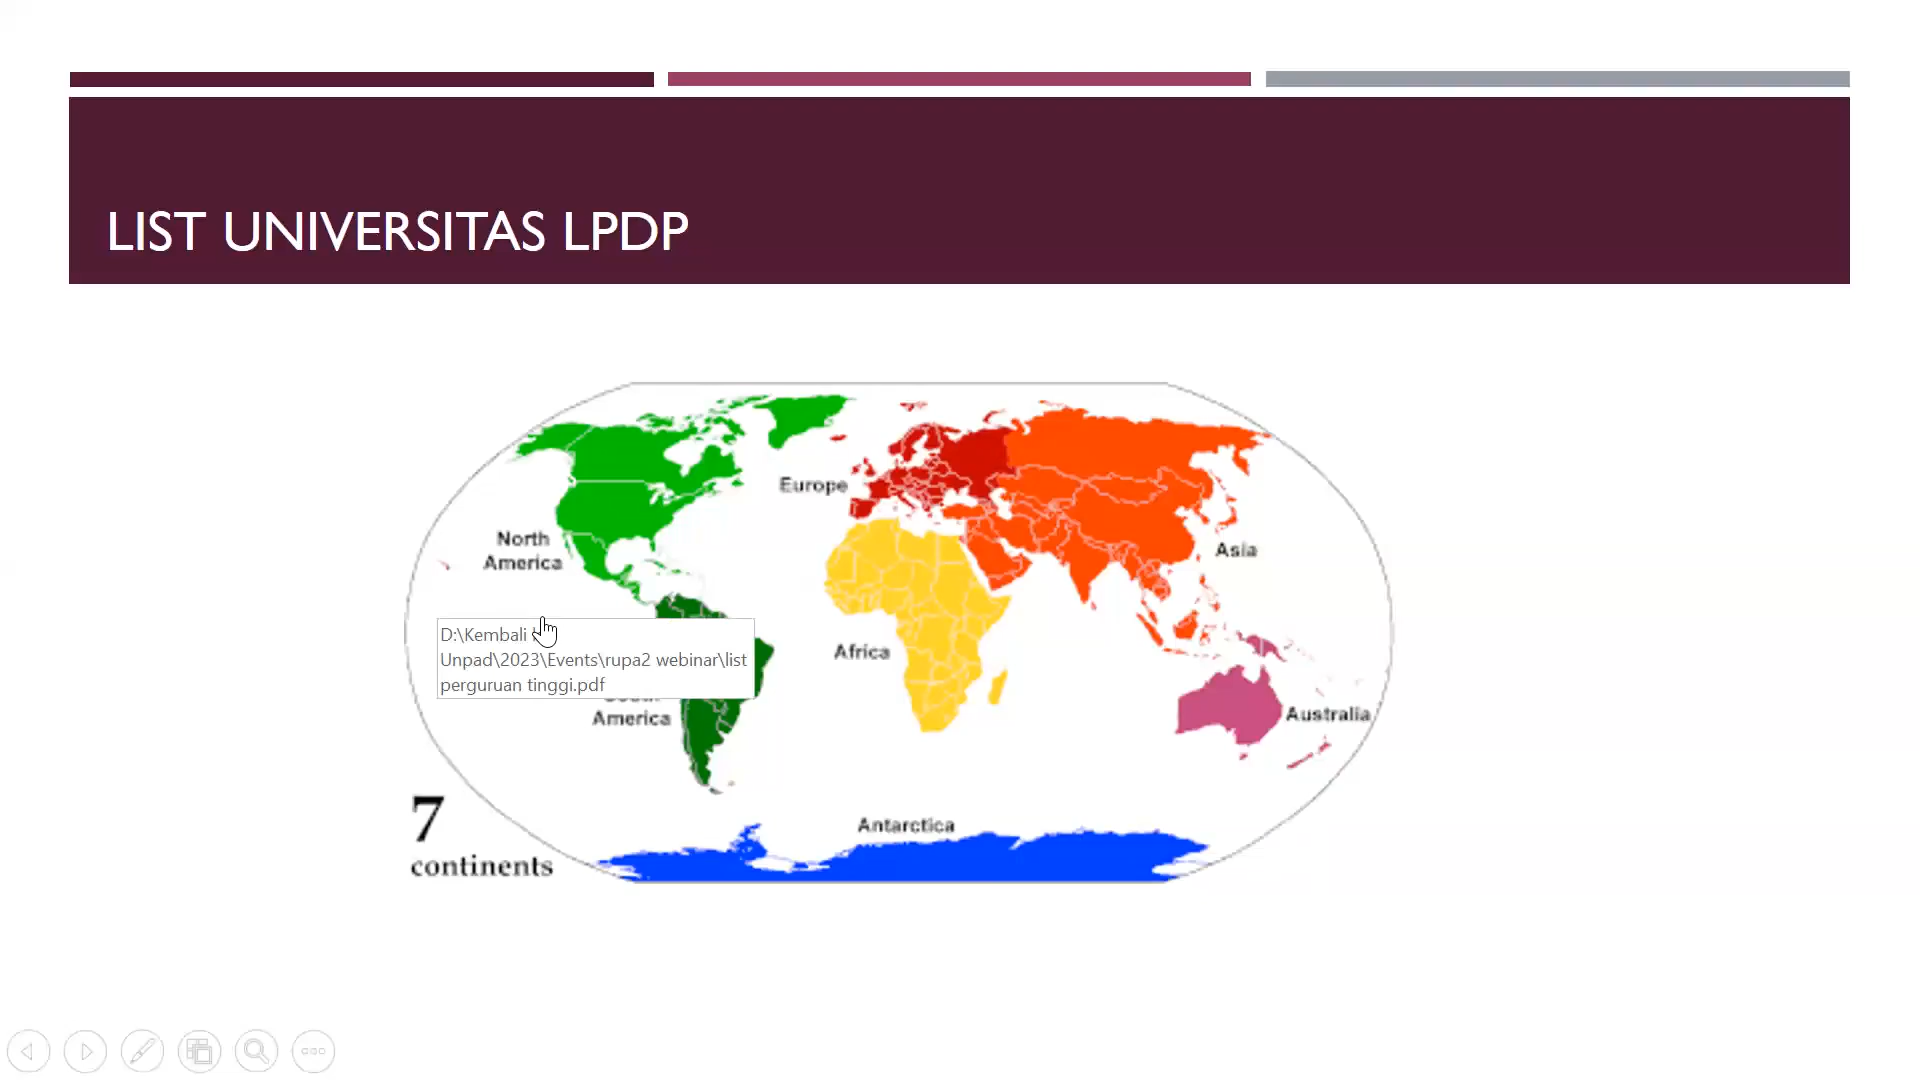 LIST UNIVERSITAS LPDP
Europe
North
America
Asia
D:\Kembali
Unpad\2023\Events\rupa2 webinar\list
perguruan tinggi.pdf
Africa
America
Australia
7
continents
Antarctica